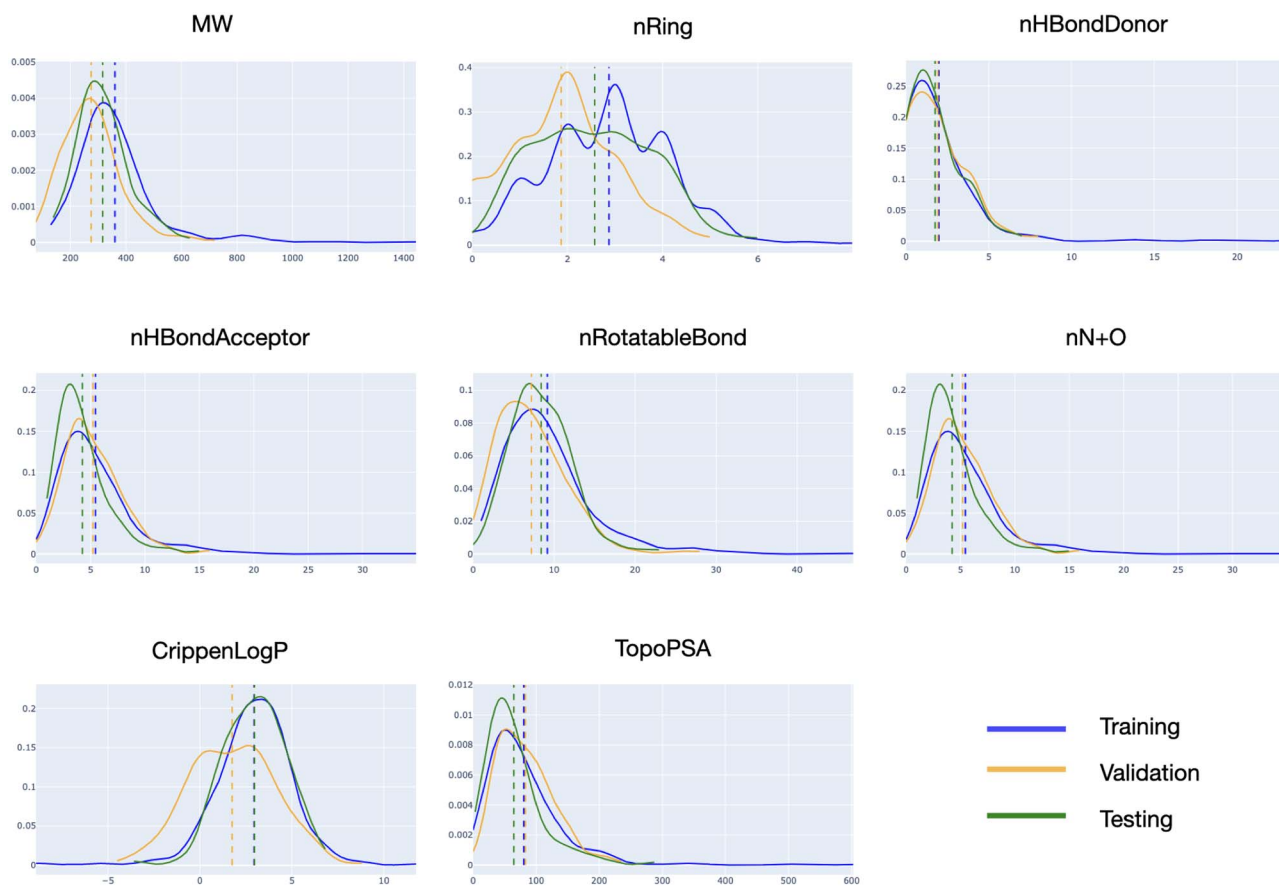 MW
nRing
nHBondDonor
0.005
0.004
0.003
0.002
0.001
0
200 400 600 800 1000 1200 1400
0.4
0.3
0.2
0.1
0
0 2 4 6
0.25
0.2
0.15
0.1
0.05
0
0 5 10 15 20
nHBondAcceptor
nRotatableBond
nN+O
0.2
0.15
0.1
0.05
0
0 5 10 15 20 25 30
0.1
0.08
0.06
0.04
0.02
0
0 10 20 30 40
0.2
0.15
0.1
0.05
0
0 5 10 15 20 25 30
CrippenLogP
TopoPSA
0.2
0.15
0.1
0.05
0
−5 0 5 10
0.012
0.01
0.008
0.006
0.004
0.002
0
0 100 200 300 400 500 600
Training
Validation
Testing